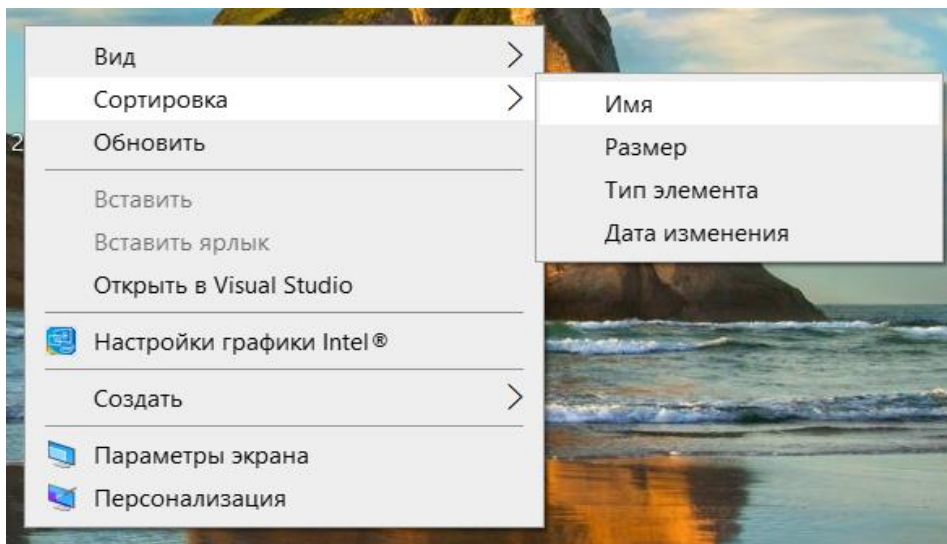 Вид
Сортировка
Обновить
Вставить
Вставить ярлык
Открыть в Visual Studio
Настройки графики Intel®
Создать
Параметры экрана
Персонализация
Имя
Размер
Тип элемента
Дата изменения
2